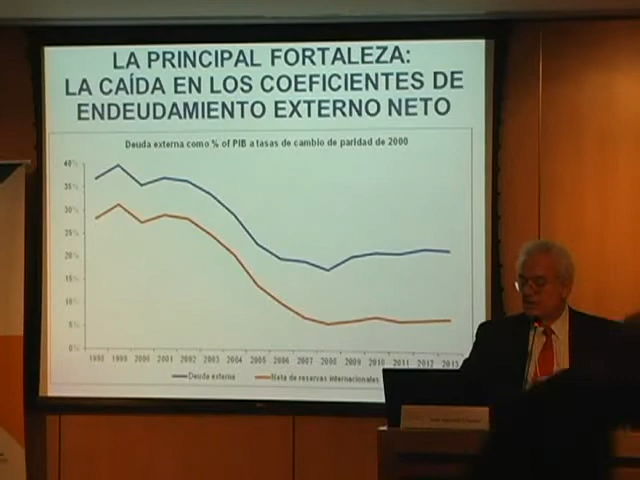 LA PRINCIPAL FORTALEZA:
LA CAÍDA EN LOS COEFICIENTES DE
ENDEUDAMIENTO EXTERNO NETO
Deuda externa como % of PIB a tasas de cambio de paridad de 2000
40%
35%
30%
25%
20%
15%
10%
5%
0%
1998 1999 2000 2001 2002 2003 2004 2005 2006 2007 2008 2009 2010 2011 2012 2013
Deuda externa Neta de reservas internacionales